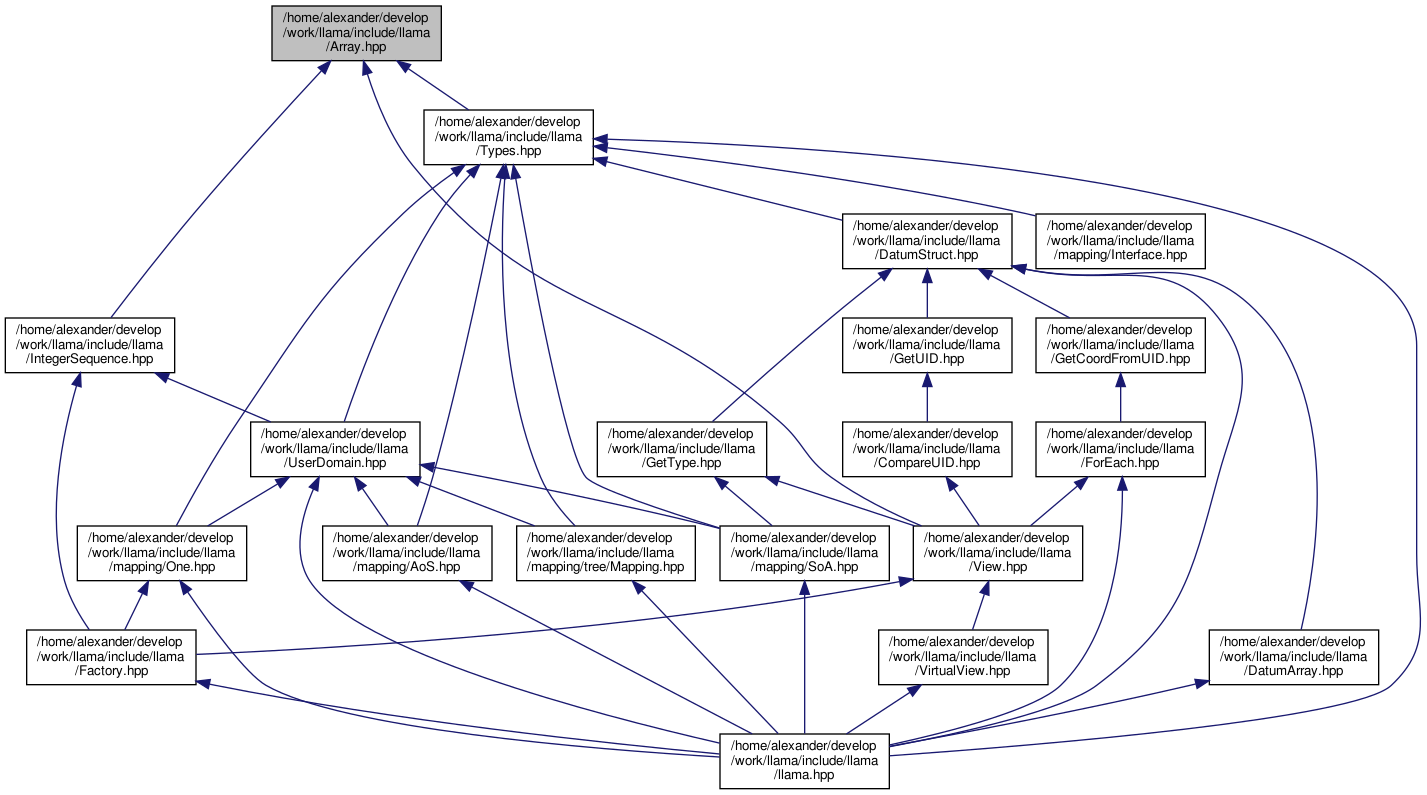 /home/alexander/develop
/work/llama/include/llama
/Array.hpp
/home/alexander/develop
/work/llama/include/llama
/Types.hpp
/home/alexander/develop
/work/llama/include/llama
/DatumStruct.hpp
/home/alexander/develop
/work/llama/include/llama
/mapping/Interface.hpp
/home/alexander/develop
/work/llama/include/llama
/IntegerSequence.hpp
/home/alexander/develop
/work/llama/include/llama
/GetUID.hpp
/home/alexander/develop
/work/llama/include/llama
/GetCoordFromUID.hpp
/home/alexander/develop
/work/llama/include/llama
/UserDomain.hpp
/home/alexander/develop
/work/llama/include/llama
/GetType.hpp
/home/alexander/develop
/work/llama/include/llama
/CompareUID.hpp
/home/alexander/develop
/work/llama/include/llama
/ForEach.hpp
/home/alexander/develop
/work/llama/include/llama
/mapping/One.hpp
/home/alexander/develop
/work/llama/include/llama
/mapping/AoS.hpp
/home/alexander/develop
/work/llama/include/llama
/mapping/tree/Mapping.hpp
/home/alexander/develop
/work/llama/include/llama
/mapping/SoA.hpp
/home/alexander/develop
/work/llama/include/llama
/View.hpp
/home/alexander/develop
/work/llama/include/llama
/Factory.hpp
/home/alexander/develop
/work/llama/include/llama
/VirtualView.hpp
/home/alexander/develop
/work/llama/include/llama
/DatumArray.hpp
/home/alexander/develop
/work/llama/include/llama
/llama.hpp